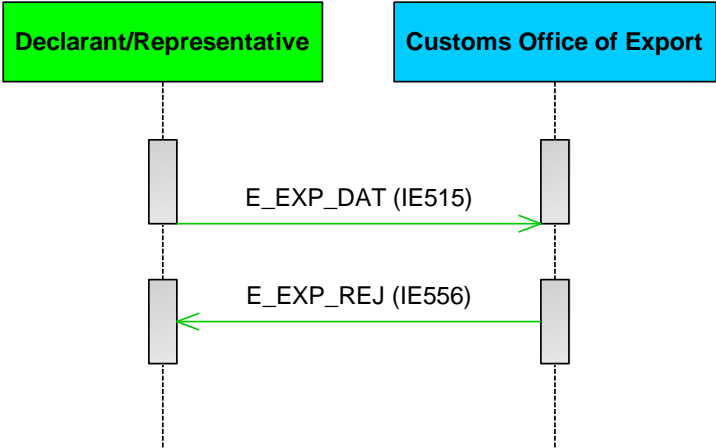 Declarant/Representative
Customs Office of Export
E_EXP_DAT (IE515)
E_EXP_REJ (IE556)